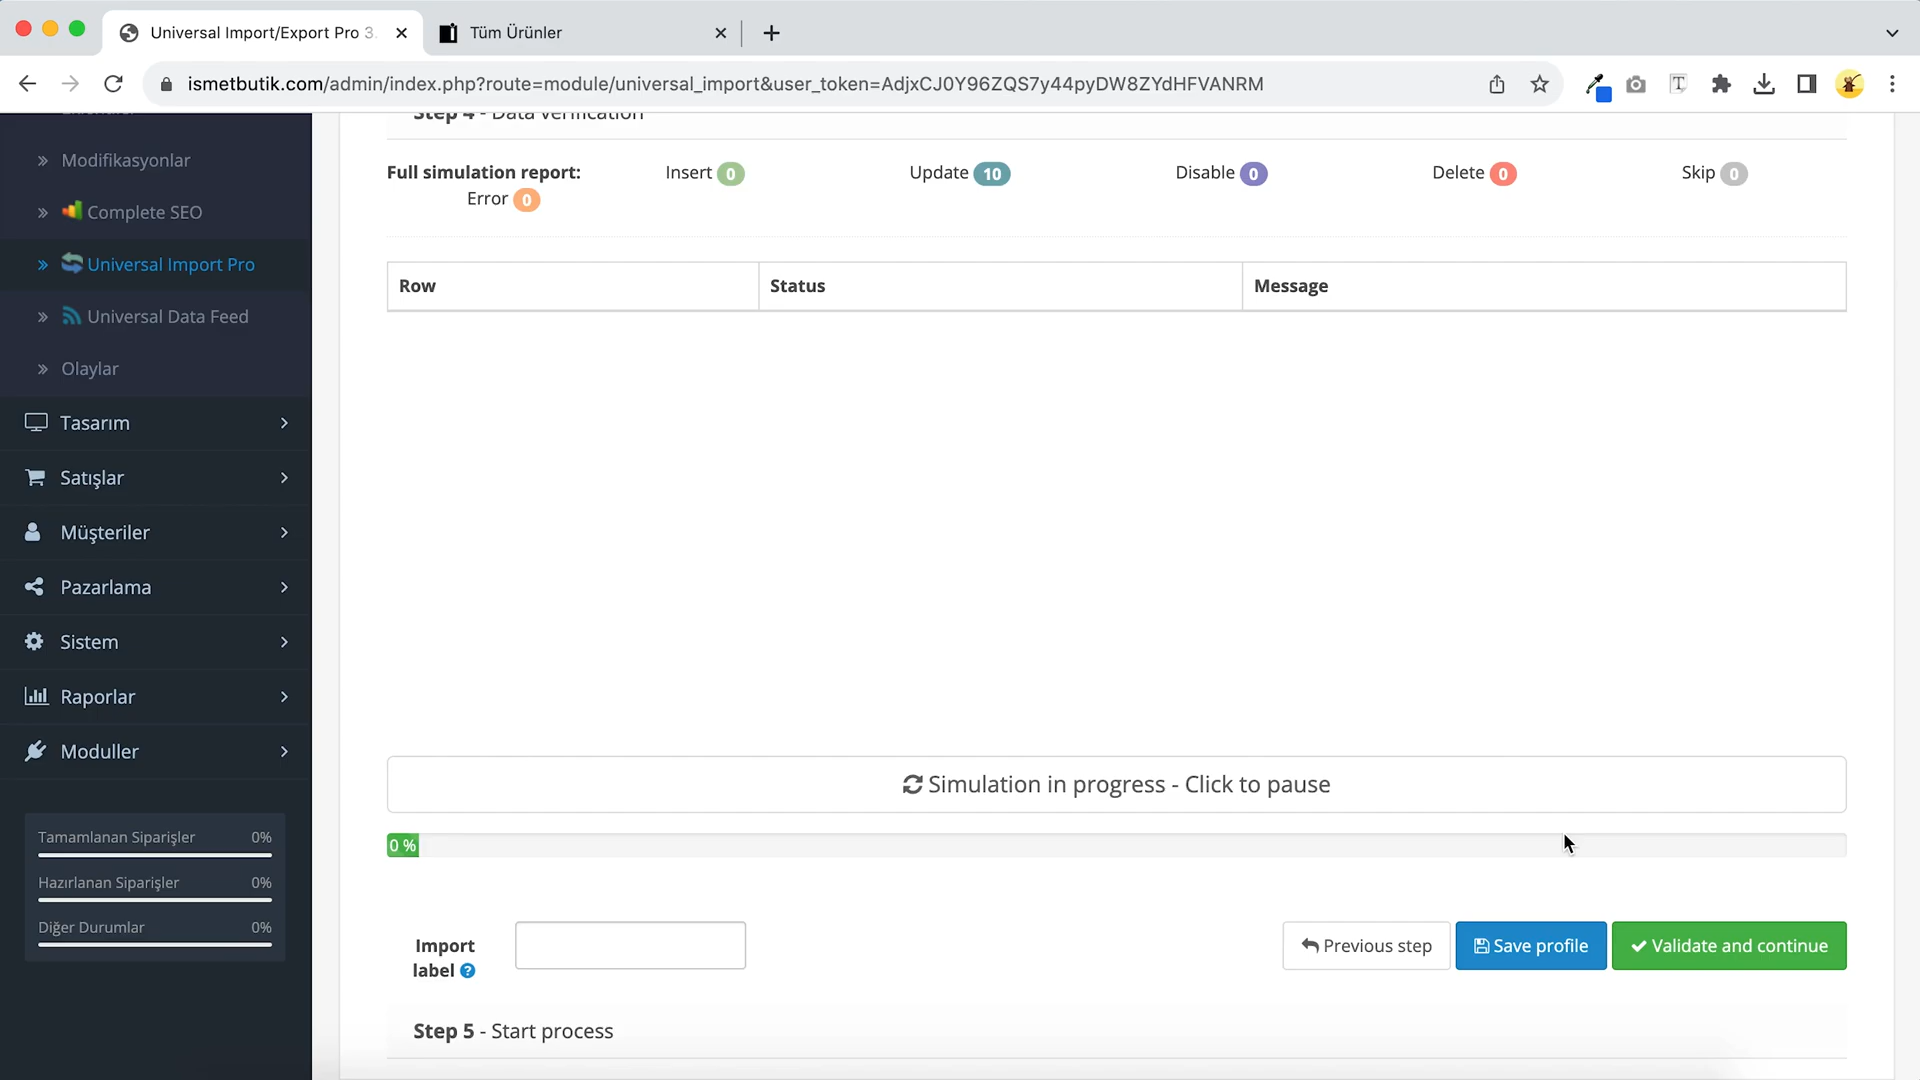 Universal Import/Export Pro 3.
Tüm Ürünler
ismetbutik.com/admin/index.php?route=module/universal_import&user_token=AdjxCJ0Y96ZQS7y44pyDW8ZYdHFVANRM
Modifikasyonlar
Complete SEO
Universal Import Pro
Universal Data Feed
Olaylar
Tasarım
Satışlar
Müşteriler
Pazarlama
Sistem
Raporlar
Moduller
Tamamlanan Siparişler 0%
Hazırlanan Siparişler 0%
Diğer Durumlar 0%
Step 4 - Data verification
Full simulation report: Insert 0 Update 10 Disable 0 Delete 0 Skip 0
Error 0
Row Status Message
Simulation in progress - Click to pause
0 %
Import
label ?
Previous step
Save profile
Validate and continue
Step 5 - Start process